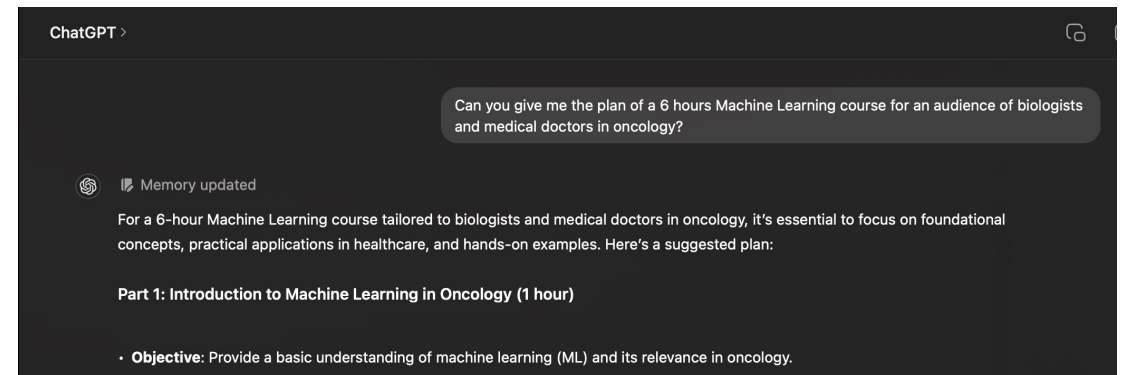 ChatGPT >
Can you give me the plan of a 6 hours Machine Learning course for an audience of biologists
and medical doctors in oncology?
Memory updated
For a 6-hour Machine Learning course tailored to biologists and medical doctors in oncology, it's essential to focus on foundational
concepts, practical applications in healthcare, and hands-on examples. Here's a suggested plan:
Part 1: Introduction to Machine Learning in Oncology (1 hour)
• Objective: Provide a basic understanding of machine learning (ML) and its relevance in oncology.